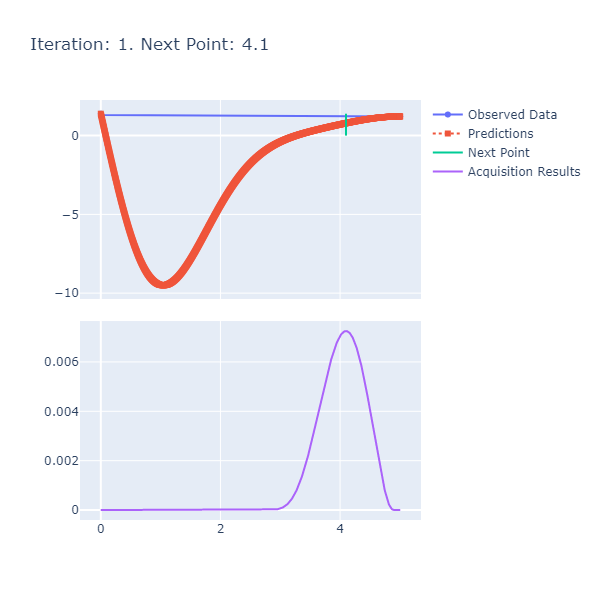 Iteration: 1. Next Point: 4.1
Observed Data
Predictions
Next Point
Acquisition Results
0
−5
−10
0.006
0.004
0.002
0
0 2 4